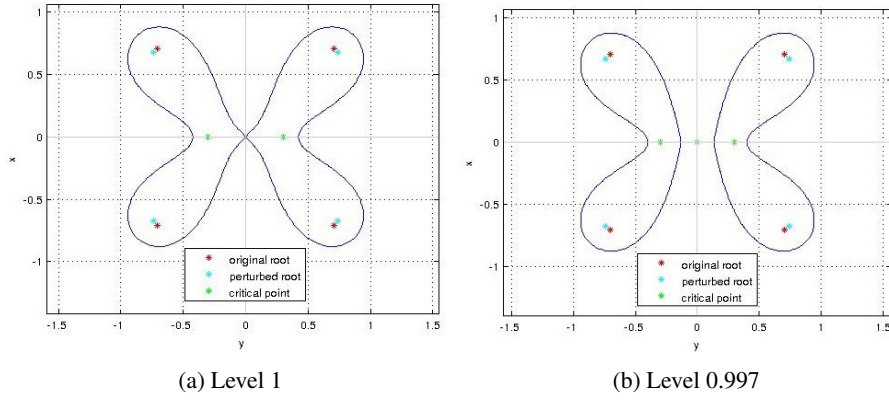 1
0.5
0
-0.5
-1
-1.5
-1
-0.5
0
0.5
1
1.5
x
y
original root
perturbed root
critical point
(a) Level 1
1
0.5
0
-0.5
-1
-1.5
-1
-0.5
0
0.5
1
1.5
x
y
original root
perturbed root
critical point
(b) Level 0.997